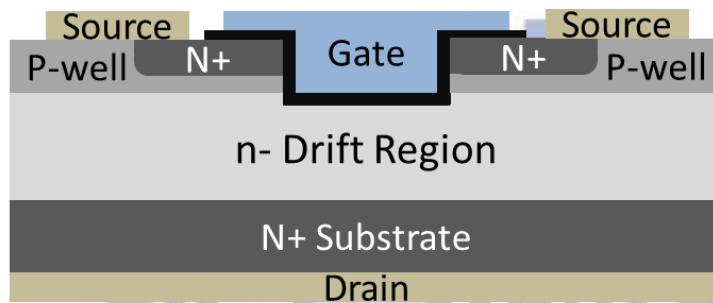 Source
Source
Gate
P-well
N+
N+
P-well
n- Drift Region
N+ Substrate
Drain